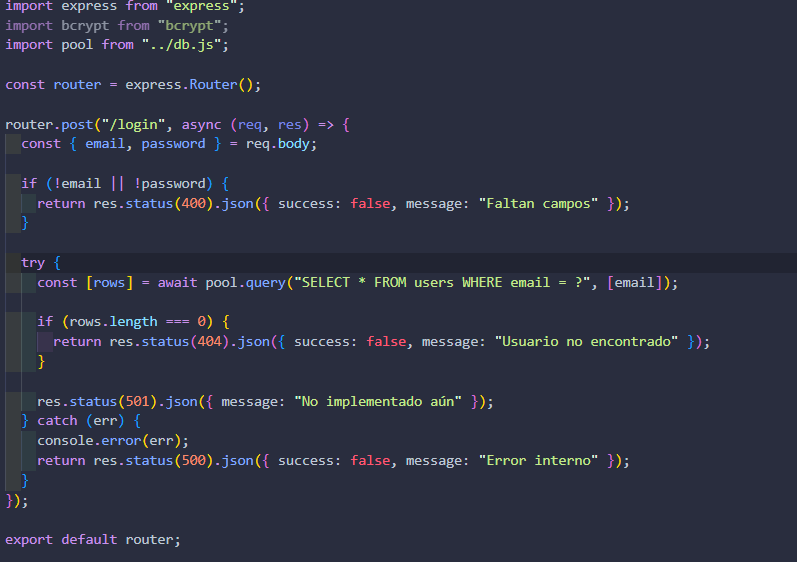 import express from "express";
import bcrypt from "bcrypt";
import pool from "../db.js";

const router = express.Router();

router.post("/login", async (req, res) => {
  const { email, password } = req.body;

  if (!email || !password) {
    return res.status(400).json({ success: false, message: "Faltan campos" });
  }

  try {
    const [rows] = await pool.query("SELECT * FROM users WHERE email = ?", [email]);

    if (rows.length === 0) {
      return res.status(404).json({ success: false, message: "Usuario no encontrado" });
    }

    res.status(501).json({ message: "No implementado aún" });
  } catch (err) {
    console.error(err);
    return res.status(500).json({ success: false, message: "Error interno" });
  }
});

export default router;